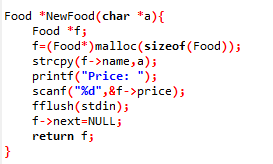 Food *NewFood(char *a){
Food *f;
f=(Food*)malloc(sizeof(Food));
strcpy(f->name,a);
printf("Price: ");
scanf("%d",&f->price);
fflush(stdin);
f->next=NULL;
return f;
}